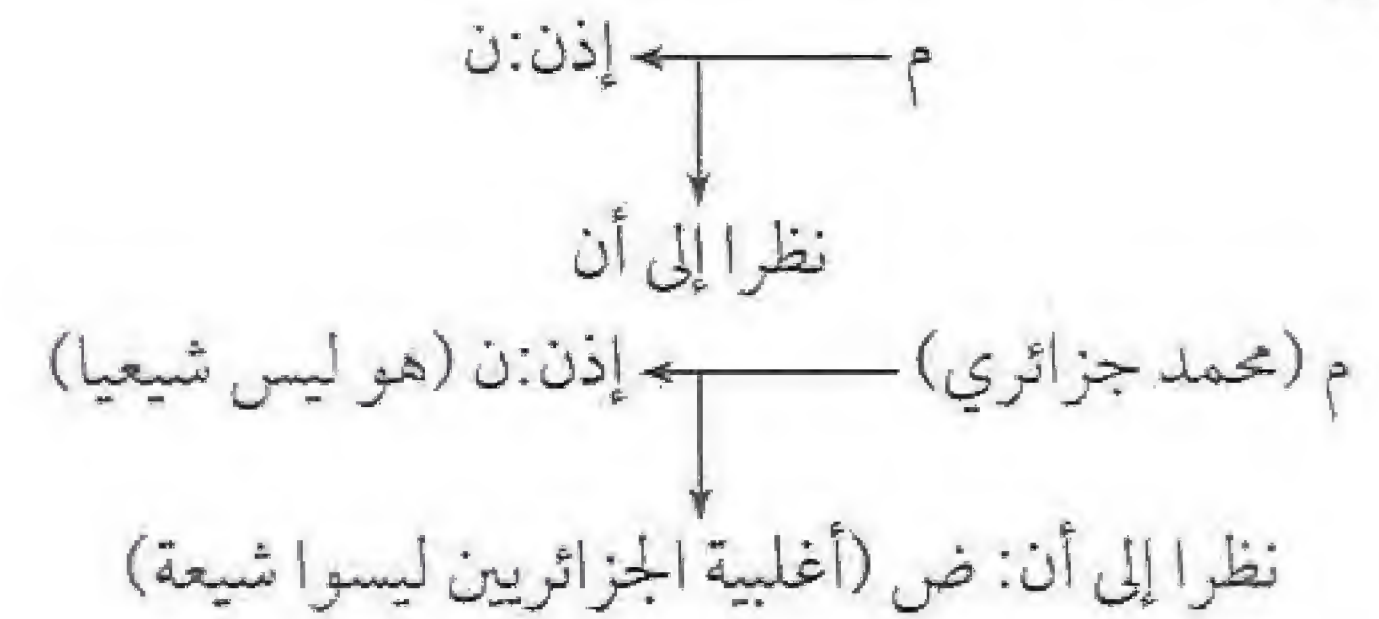 م إذن:ن
نظرا إلى أن
م (محمد جزائري) إذن:ن (هو ليس شيعيا)
نظرا إلى أن: ض (أغلبية الجزائريين ليسوا شيعة)